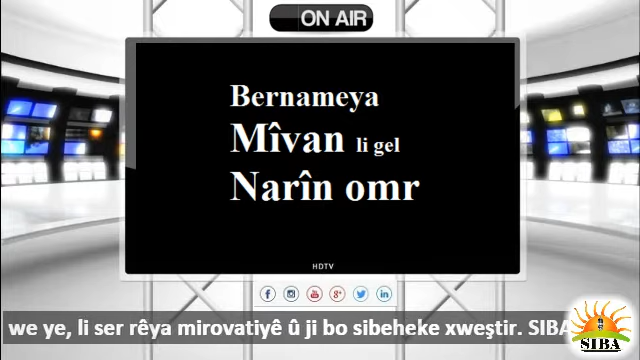 ON AIR
Bernameya
Mîvan li gel
Narîn omr
HDTV
we ye, li ser rêya mirovatiyê û ji bo sibeheke xweştir. SIBA
SIBA